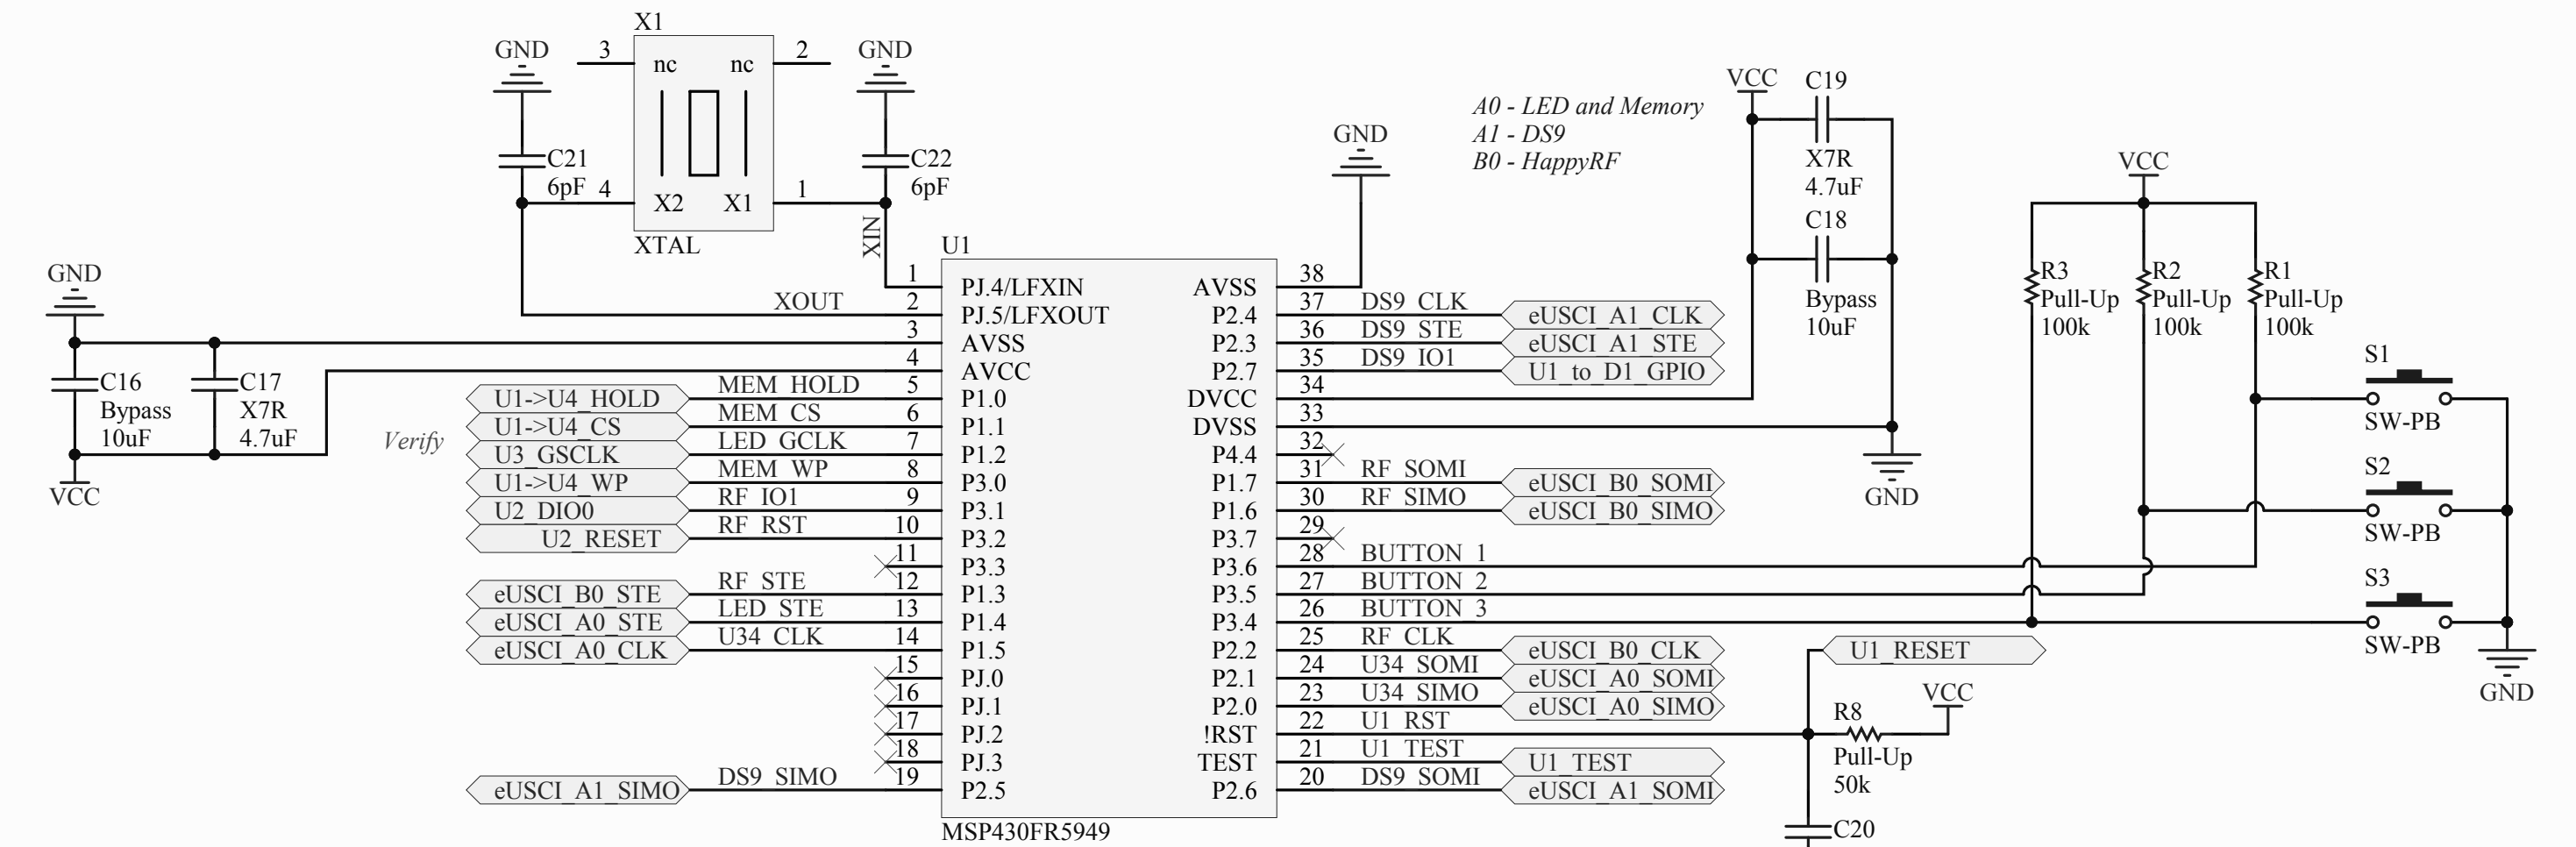 X1
GND
3
nc
nc
2
GND
C21
6pF
4
X2
X1
1
C22
6pF
XTAL
XIN
XOUT
GND
C16
Bypass
10uF
C17
X7R
4.7uF
VCC
Verify
A0 - LED and Memory
A1 - DS9
B0 - HappyRF
GND
VCC
C19
X7R
4.7uF
C18
Bypass
10uF
GND
VCC
R3
Pull-Up
100k
R2
Pull-Up
100k
R1
Pull-Up
100k
S1
SW-PB
S2
SW-PB
S3
SW-PB
GND
U1
1 PJ.4/LFXIN
2 PJ.5/LFXOUT
3 AVSS
4 AVCC
U1->U4_HOLD MEM_HOLD 5 P1.0
U1->U4_CS MEM_CS 6 P1.1
U3_GSCLK LED_GCLK 7 P1.2
U1->U4_WP MEM_WP 8 P3.0
U2_DIO0 RF_IO1 9 P3.1
U2_RESET RF_RST 10 P3.2
11 P3.3
eUSCI_B0_STE RF_STE 12 P1.3
eUSCI_A0_STE LED_STE 13 P1.4
eUSCI_A0_CLK U34_CLK 14 P1.5
15 PJ.0
16 PJ.1
17 PJ.2
18 PJ.3
eUSCI_A1_SIMO DS9_SIMO 19 P2.5
AVSS 38
P2.4 37 DS9_CLK eUSCI_A1_CLK
P2.3 36 DS9_STE eUSCI_A1_STE
P2.7 35 DS9_IO1 U1_to_D1_GPIO
DVCC 34
DVSS 33
P4.4 32
P1.7 31 RF_SOMI eUSCI_B0_SOMI
P1.6 30 RF_SIMO eUSCI_B0_SIMO
P3.7 29
P3.6 28 BUTTON_1
P3.5 27 BUTTON_2
P3.4 26 BUTTON_3
P2.2 25 RF_CLK eUSCI_B0_CLK
P2.1 24 U34_SOMI eUSCI_A0_SOMI
P2.0 23 U34_SIMO eUSCI_A0_SIMO
!RST 22 U1_RST
TEST 21 U1_TEST U1_TEST
P2.6 20 DS9_SOMI eUSCI_A1_SOMI
MSP430FR5949
U1_RESET
VCC
R8
Pull-Up
50k
C20